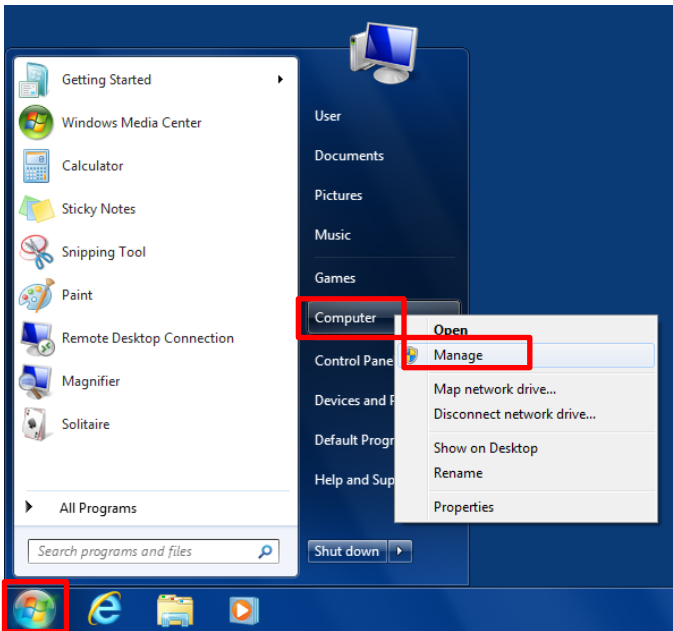 Getting Started
Windows Media Center
Calculator
Sticky Notes
Snipping Tool
Paint
Remote Desktop Connection
Magnifier
Solitaire
All Programs
Search programs and files
User
Documents
Pictures
Music
Games
Computer
Control Pane
Devices and P
Default Progr
Help and Sup
Shut down
Open
Manage
Map network drive...
Disconnect network drive...
Show on Desktop
Rename
Properties